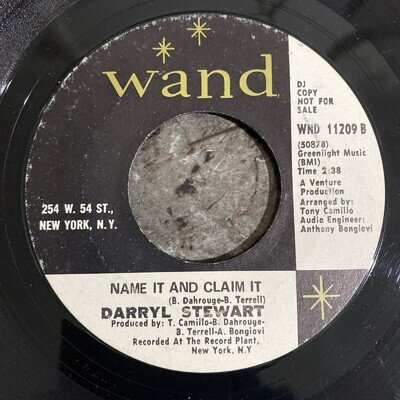 wand
DJ
COPY
NOT FOR
SALE
WND 11209 B
(50878)
Greenlight Music
(BMI)
Time 2:38
A Venture
Production
Arranged by:
Tony Camillo
Audio Engineer:
Anthony Bongiovi
254 W. 54 ST.,
NEW YORK, N.Y.
NAME IT AND CLAIM IT
(B. Dahrouge-B. Terrell)
DARRYL STEWART
Produced by: T. Camillo-B. Dahrouge-
B. Terrell-A. Bongiovi
Recorded At The Record Plant,
New York, N.Y